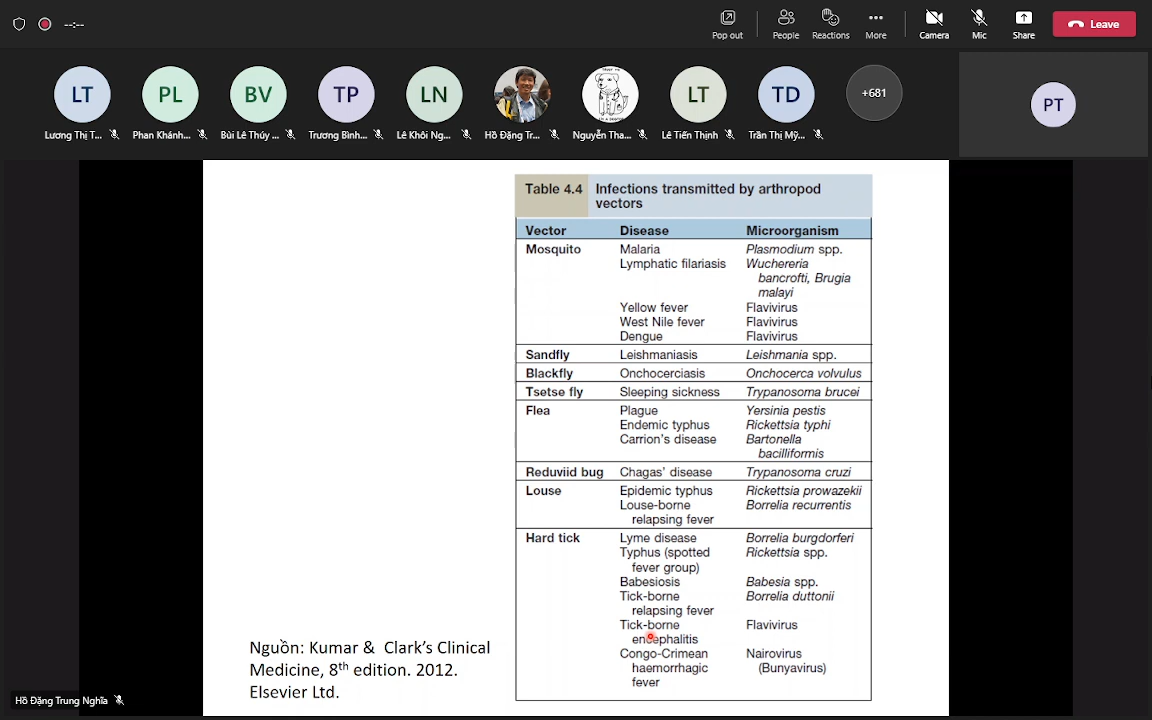 --:--
Pop out People Reactions More Camera Mic Share Leave
LT PL BV TP LN LT TD +681 PT
Lương Thị T... Phan Khánh... Bùi Lê Thúy ... Trương Bình... Lê Khôi Ng... Hồ Đặng Tr... Nguyễn Tha... Lê Tiến Thịnh Trần Thị Mỹ...
Table 4.4 Infections transmitted by arthropod
vectors
Vector Disease Microorganism
Mosquito Malaria Plasmodium spp.
Lymphatic filariasis Wuchereria
bancrofti, Brugia
malayi
Yellow fever Flavivirus
West Nile fever Flavivirus
Dengue Flavivirus
Sandfly Leishmaniasis Leishmania spp.
Blackfly Onchocerciasis Onchocerca volvulus
Tsetse fly Sleeping sickness Trypanosoma brucei
Flea Plague Yersinia pestis
Endemic typhus Rickettsia typhi
Carrion's disease Bartonella
bacilliformis
Reduviid bug Chagas' disease Trypanosoma cruzi
Louse Epidemic typhus Rickettsia prowazekii
Louse-borne Borrelia recurrentis
relapsing fever
Hard tick Lyme disease Borrelia burgdorferi
Typhus (spotted Rickettsia spp.
fever group)
Babesiosis Babesia spp.
Tick-borne Borrelia duttonii
relapsing fever
Tick-borne Flavivirus
encephalitis
Congo-Crimean Nairovirus
haemorrhagic (Bunyavirus)
fever
Nguồn: Kumar & Clark's Clinical
Medicine, 8th edition. 2012.
Elsevier Ltd.
Hồ Đặng Trung Nghĩa